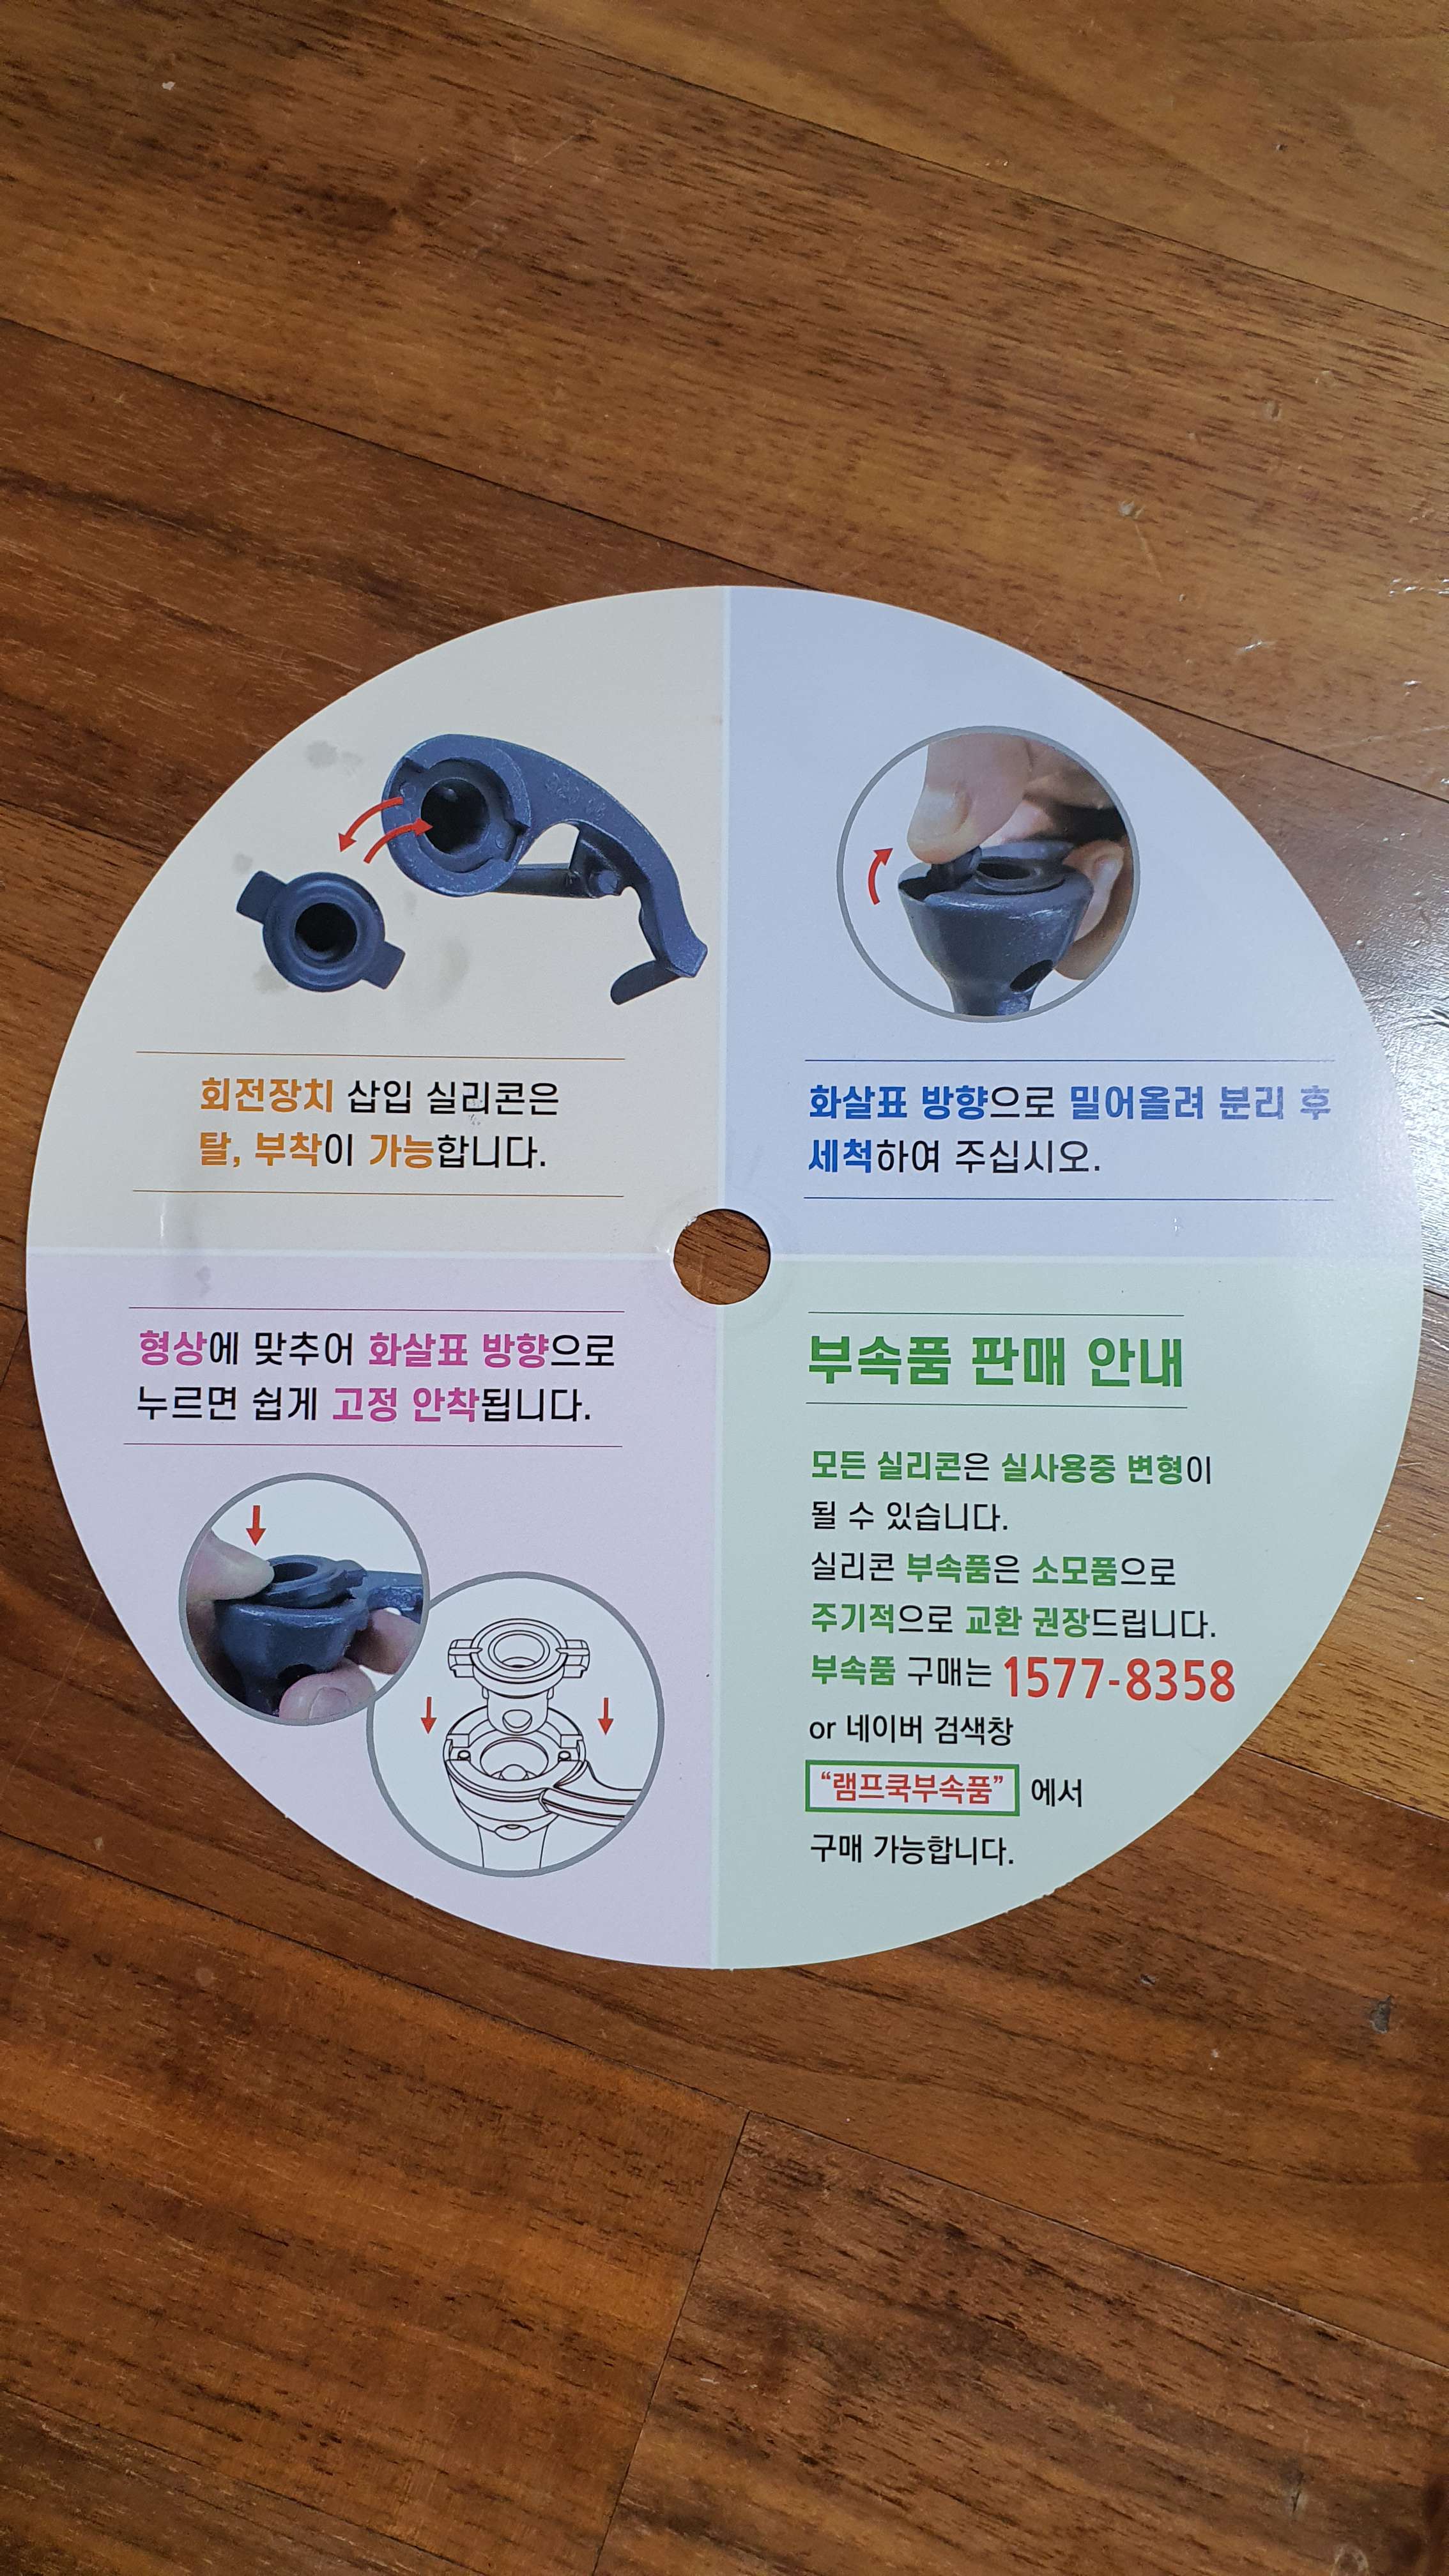 회전장치 삽입 실리콘은
탈, 부착이 가능합니다.
화살표 방향으로 밀어올려 분리 후
세척하여 주십시오.
형상에 맞추어 화살표 방향으로
누르면 쉽게 고정 안착됩니다.
부속품 판매 안내
모든 실리콘은 실사용중 변형이
될 수 있습니다.
실리콘 부속품은 소모품으로
주기적으로 교환 권장드립니다.
부속품 구매는 1577-8358
or 네이버 검색창
“램프쿡부속품” 에서
구매 가능합니다.